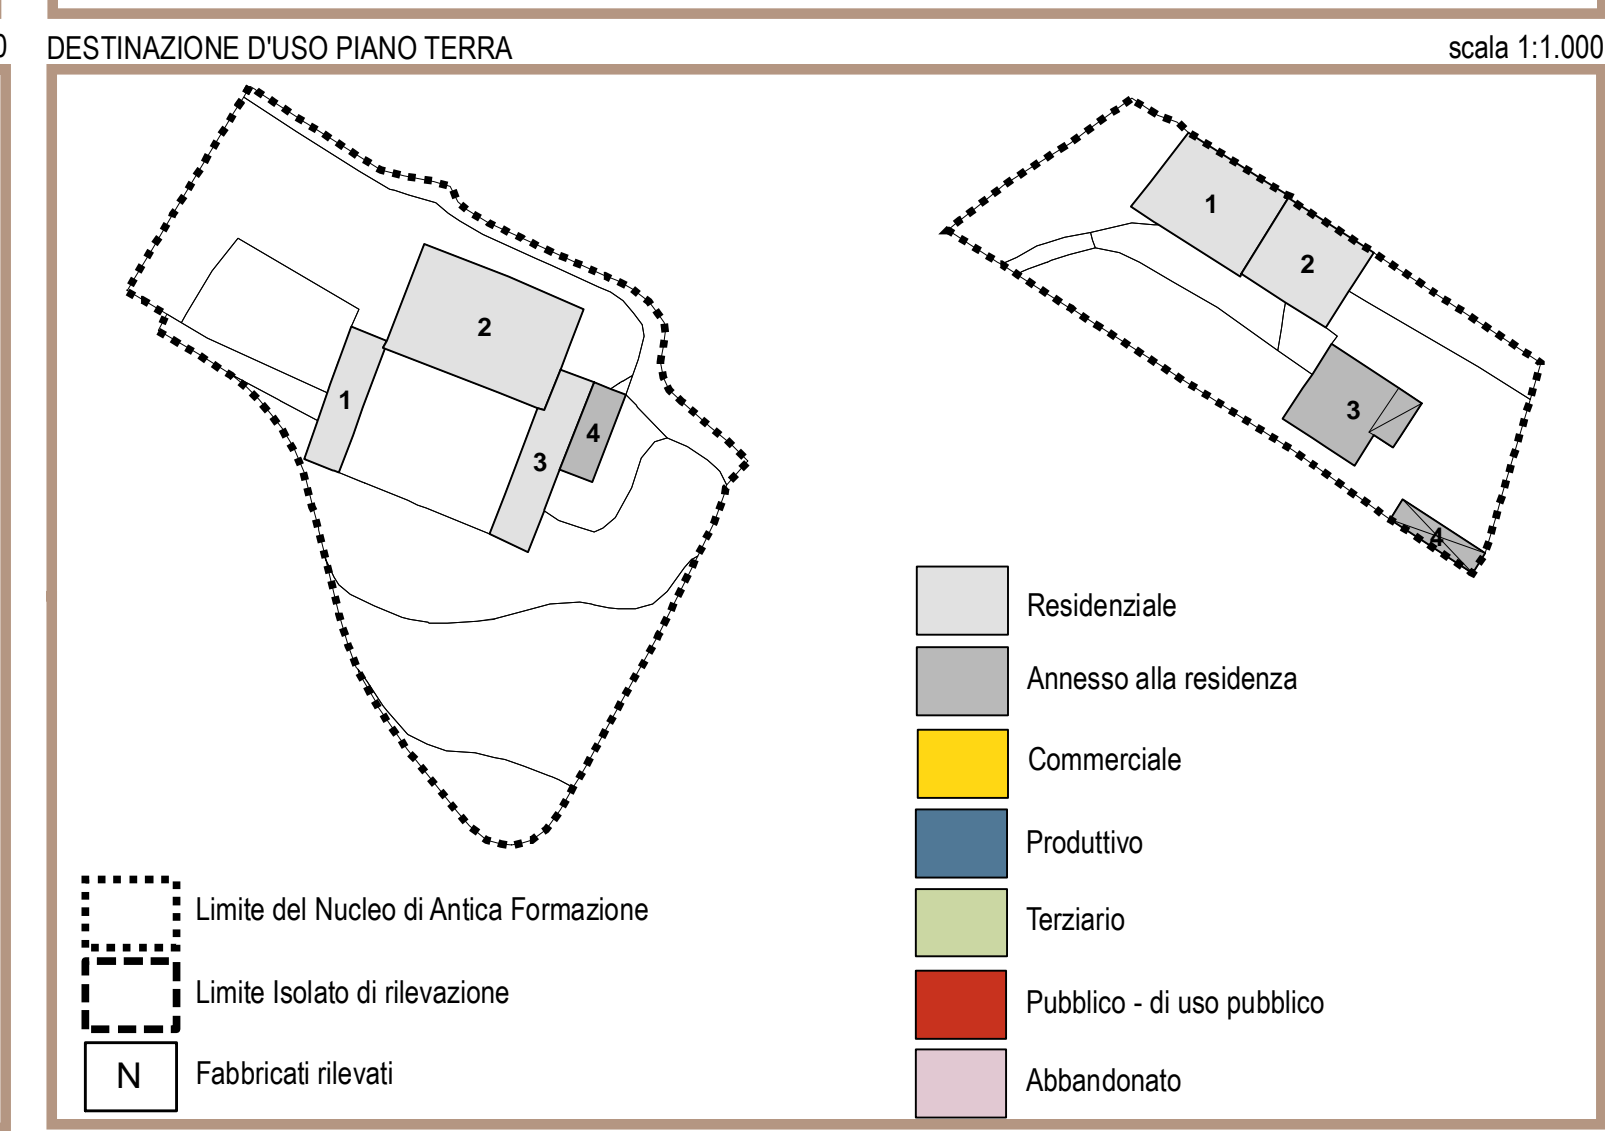 0
DESTINAZIONE D'USO PIANO TERRA
scala 1:1.000
1
2
3
4
1
2
3
4
Limite del Nucleo di Antica Formazione
Limite Isolato di rilevazione
N
Fabbricati rilevati
Residenziale
Annesso alla residenza
Commerciale
Produttivo
Terziario
Pubblico - di uso pubblico
Abbandonato